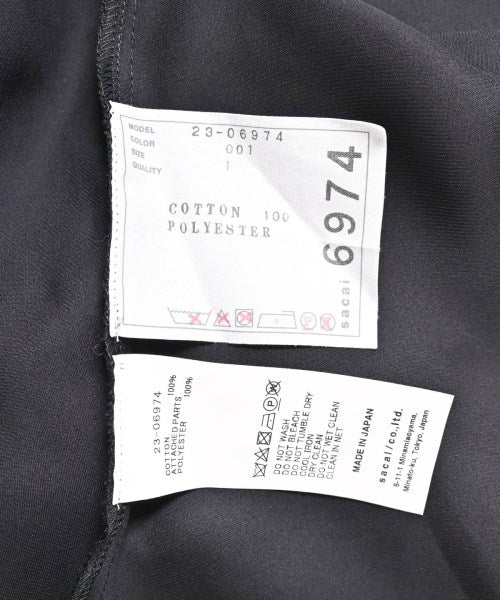 MODEL 23-06974
COLOR 001
SIZE 1
QUALITY
COTTON 100
POLYESTER
sacai 6974
23-06974
COTTON 100%
ATTACHED PARTS
POLYESTER 100%
DO NOT WASH
DO NOT BLEACH
DO NOT TUMBLE DRY
COOL IRON
DRY CLEAN
DO NOT WET CLEAN
CLEAN IN NET
MADE IN JAPAN
sacai/co.ltd.
6-11-1 Minamiaoyama,
Minato-ku, Tokyo, Japan